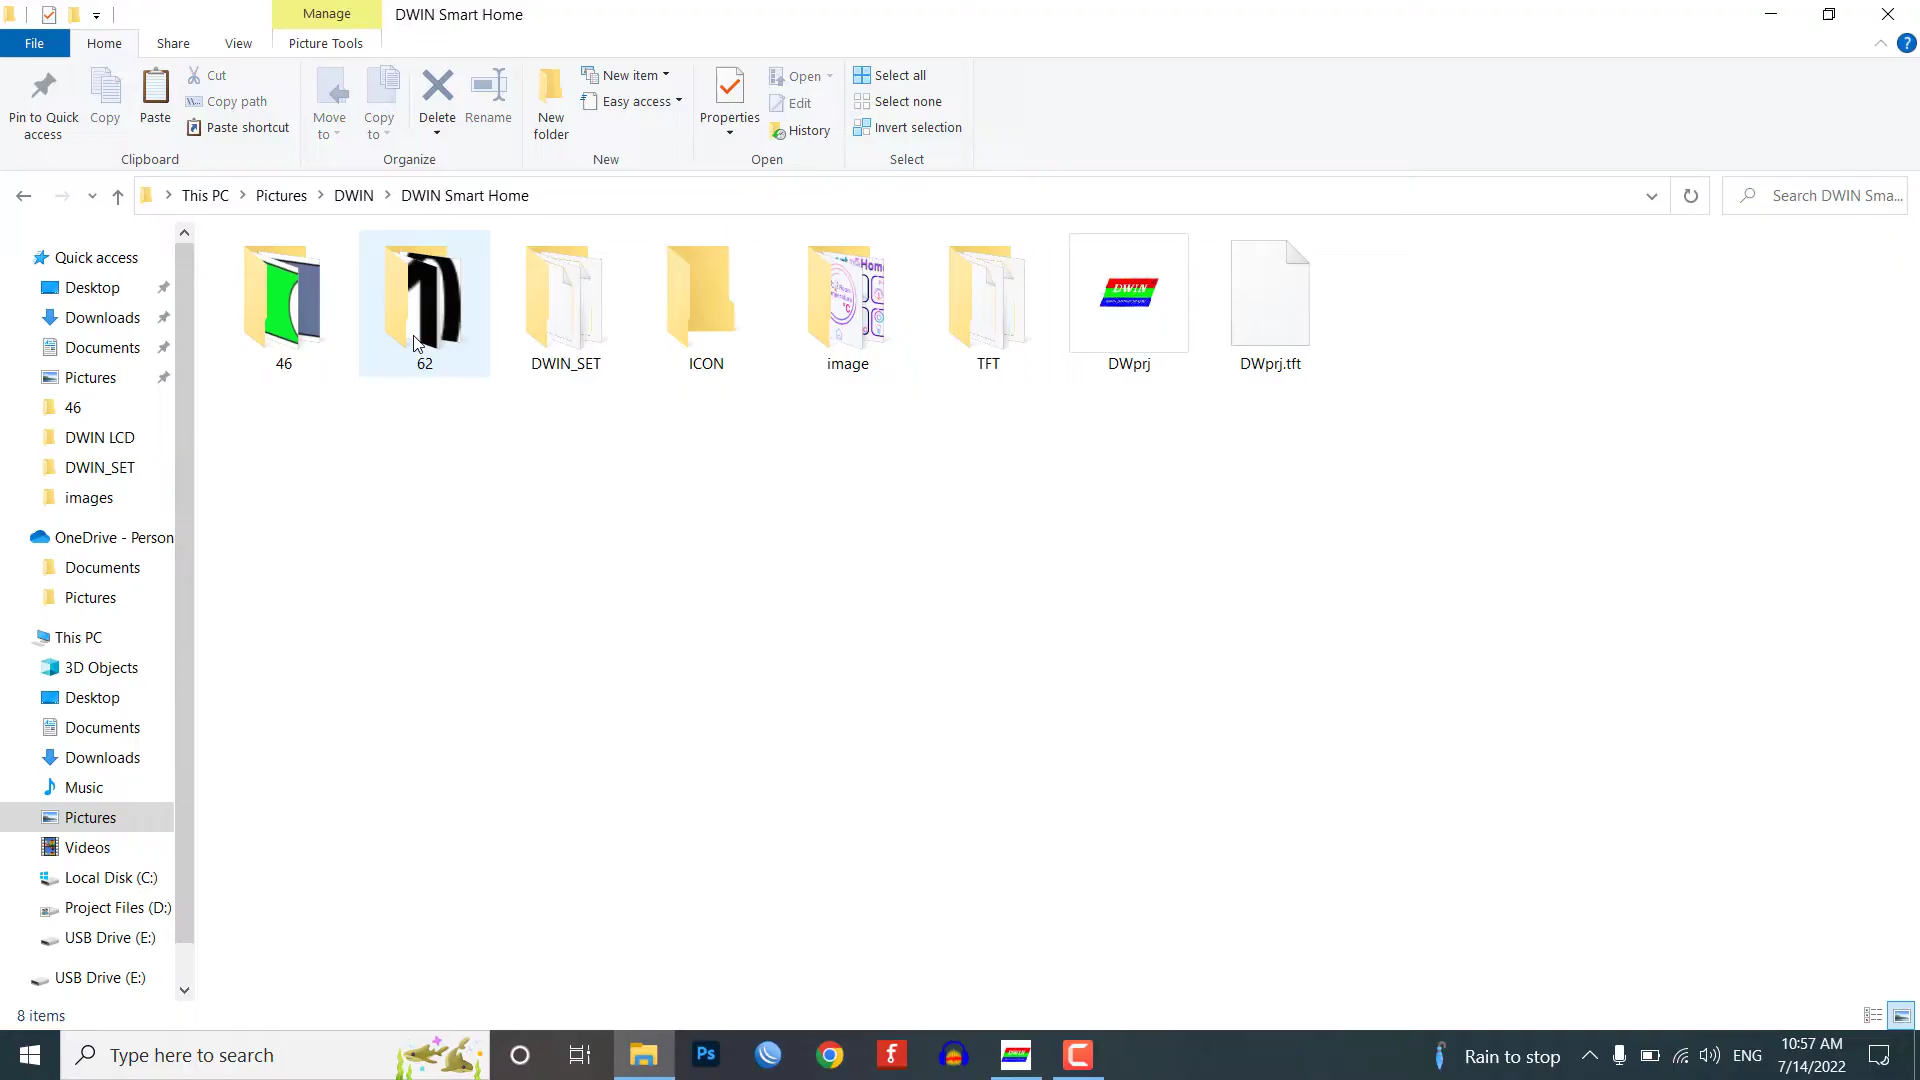 Manage
DWIN Smart Home
File
Home
Share
View
Picture Tools
Pin to Quick access
Copy
Paste
Cut
Copy path
Paste shortcut
Clipboard
Move to
Copy to
Delete
Rename
Organize
New folder
New item
Easy access
New
Properties
Open
Edit
History
Open
Select all
Select none
Invert selection
Select
This PC
Pictures
DWIN
DWIN Smart Home
Search DWIN Sma...
Quick access
Desktop
Downloads
Documents
Pictures
46
DWIN LCD
DWIN_SET
images
OneDrive - Person
Documents
Pictures
This PC
3D Objects
Desktop
Documents
Downloads
Music
Pictures
Videos
Local Disk (C:)
Project Files (D:)
USB Drive (E:)
USB Drive (E:)
46
62
DWIN_SET
ICON
image
TFT
DWIN
DWprj
DWprj.tft
8 items
Type here to search
Ps
Rain to stop
ENG
10:57 AM
7/14/2022